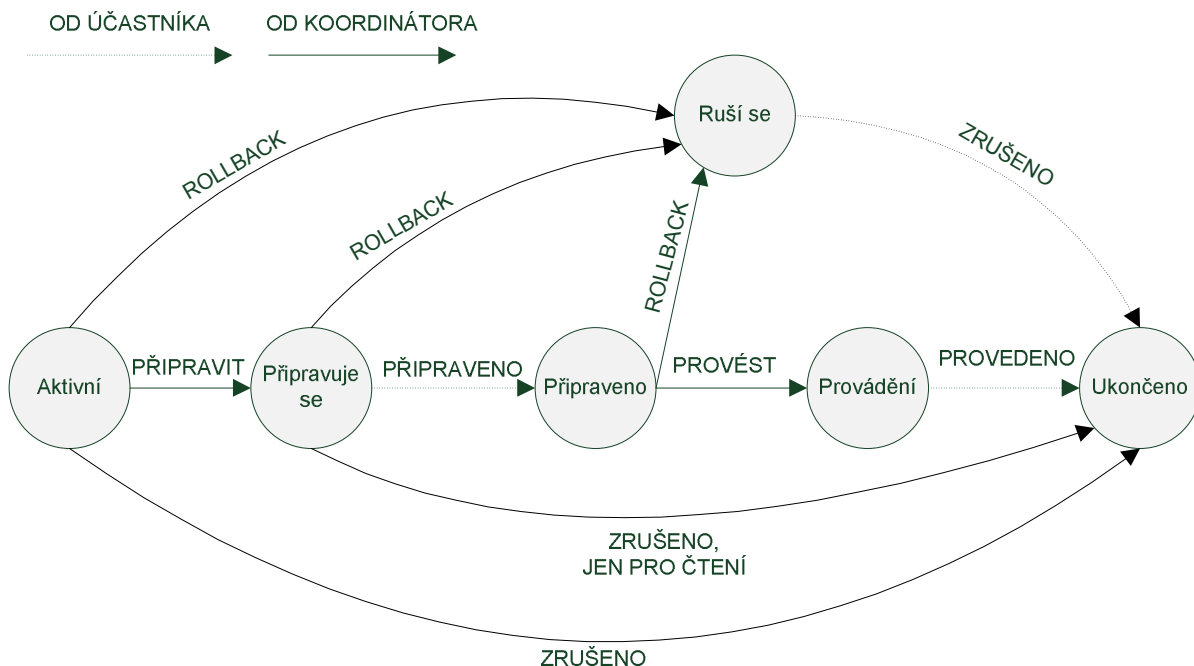 OD ÚČASTNÍKA
OD KOORDINÁTORA
Ruší se
ZRUŠENO
ROLLBACK
ROLLBACK
ROLLBACK
Aktivní
PŘIPRAVIT
Připravuje
se
PŘIPRAVENO
Připraveno
PROVÉST
Provádění
PROVEDENO
Ukončeno
ZRUŠENO,
JEN PRO ČTENÍ
ZRUŠENO